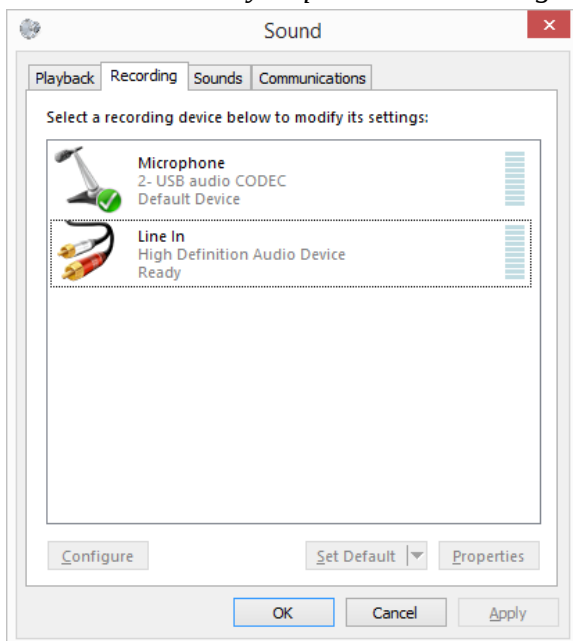 Sound
Playback Recording Sounds Communications
Select a recording device below to modify its settings:
Microphone
2- USB audio CODEC
Default Device
Line In
High Definition Audio Device
Ready
Configure Set Default Properties
OK Cancel Apply